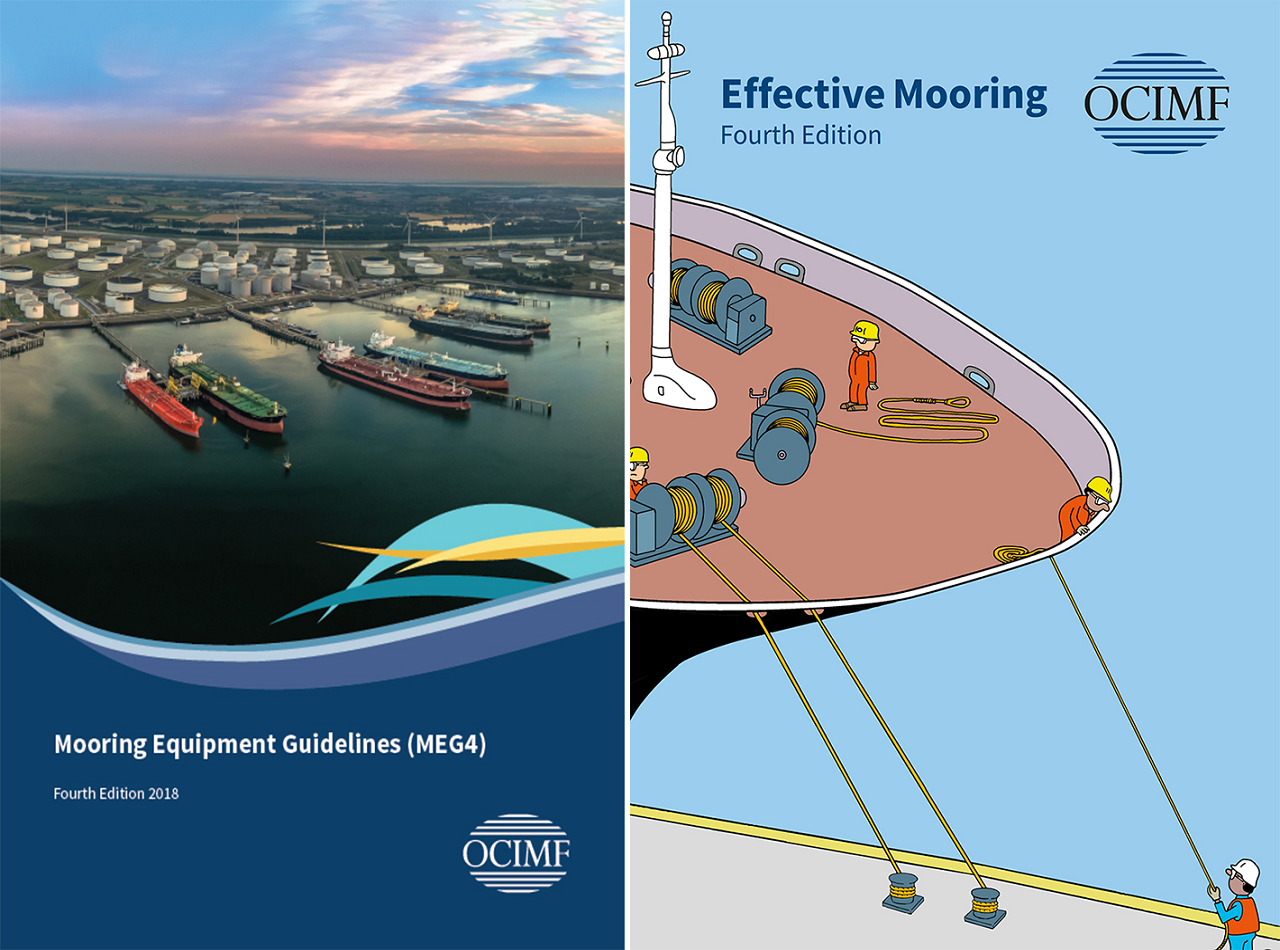 Mooring Equipment Guidelines (MEG4)
Fourth Edition 2018
OCIMF
Effective Mooring
Fourth Edition
OCIMF